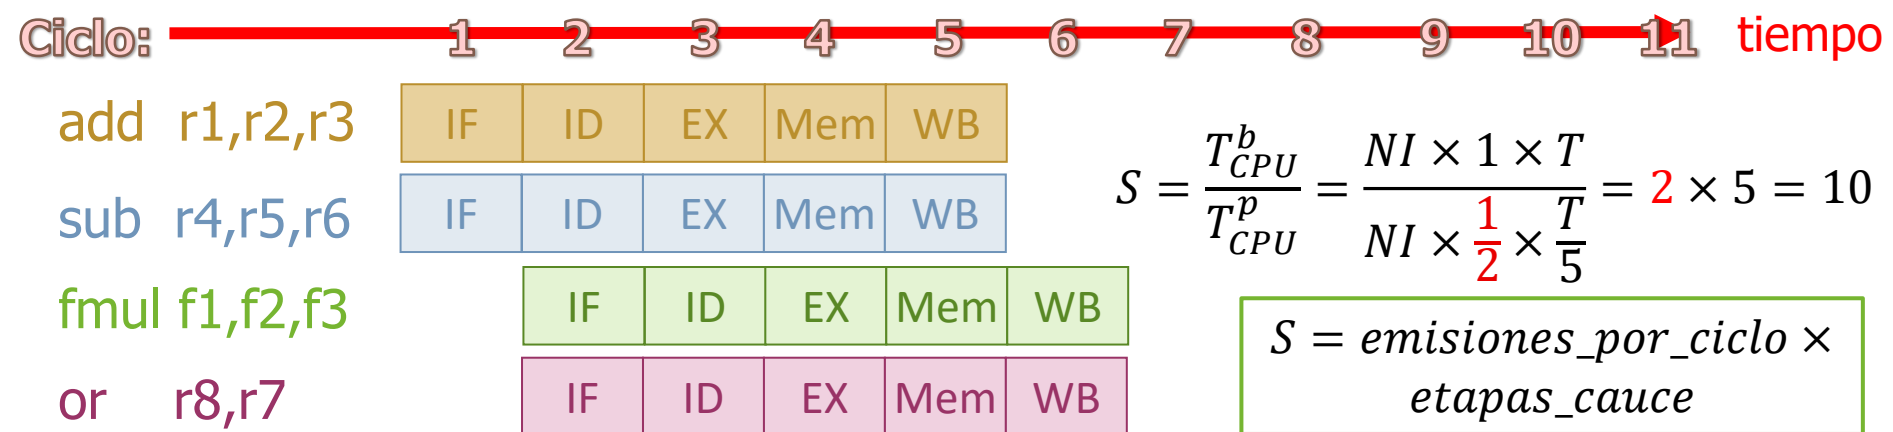 Ciclo: 1 2 3 4 5 6 7 8 9 10 11 tiempo
add r1,r2,r3 IF ID EX Mem WB
sub r4,r5,r6 IF ID EX Mem WB
fmul f1,f2,f3 IF ID EX Mem WB
or r8,r7 IF ID EX Mem WB
S = T^b_CPU / T^p_CPU = (NI × 1 × T) / (NI × 1/2 × T/5) = 2 × 5 = 10
S = emisiones_por_ciclo ×
etapas_cauce